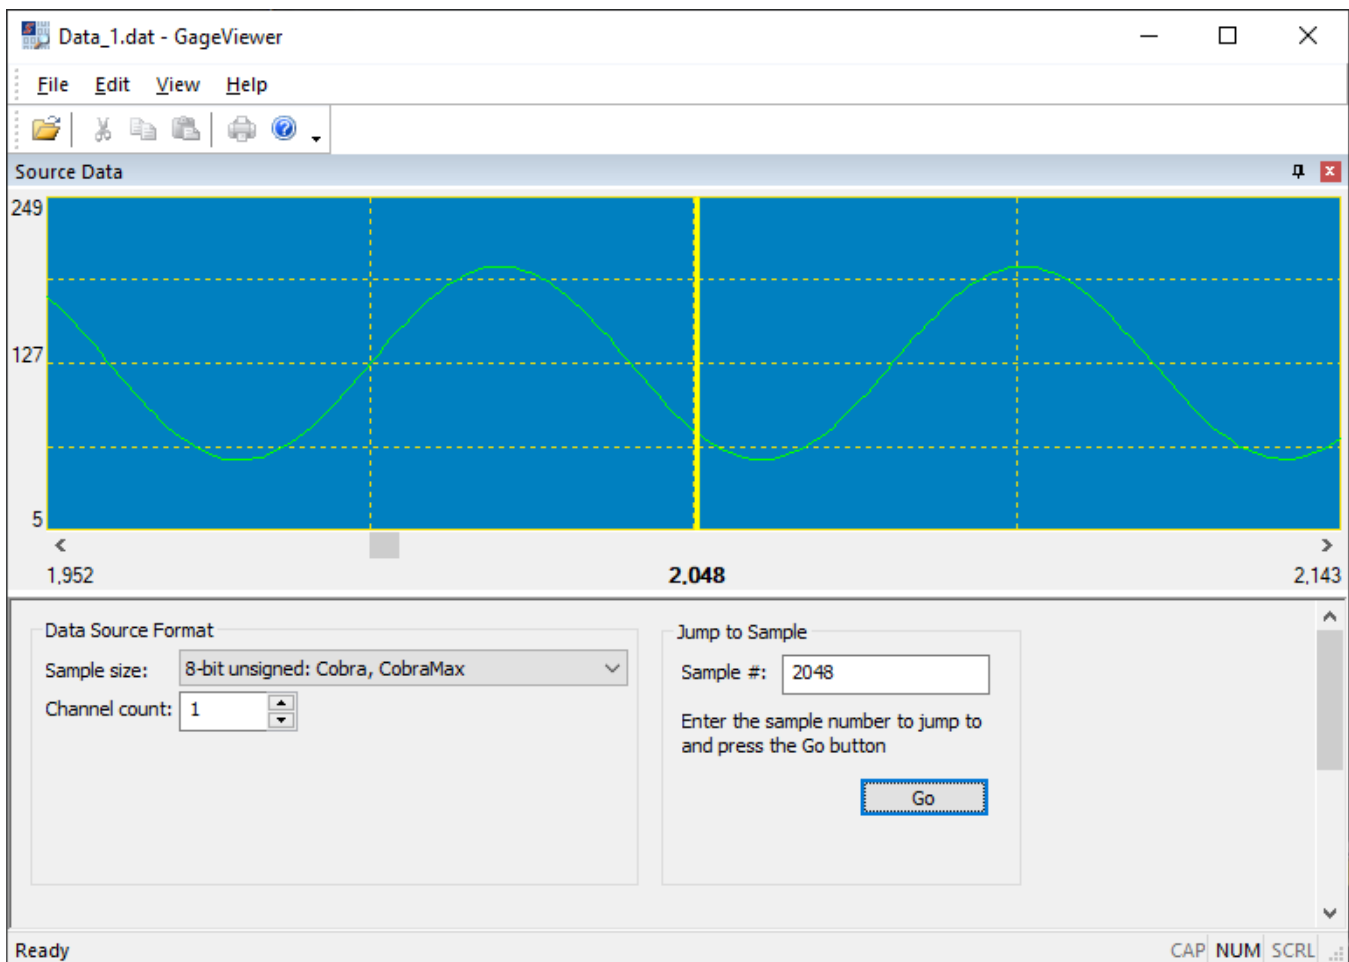 Data_1.dat - GageViewer
File Edit View Help
Source Data
249
127
5
1,952 2,048 2,143
Data Source Format
Sample size: 8-bit unsigned: Cobra, CobraMax
Channel count: 1
Jump to Sample
Sample #: 2048
Enter the sample number to jump to
and press the Go button
Go
Ready CAP NUM SCRL